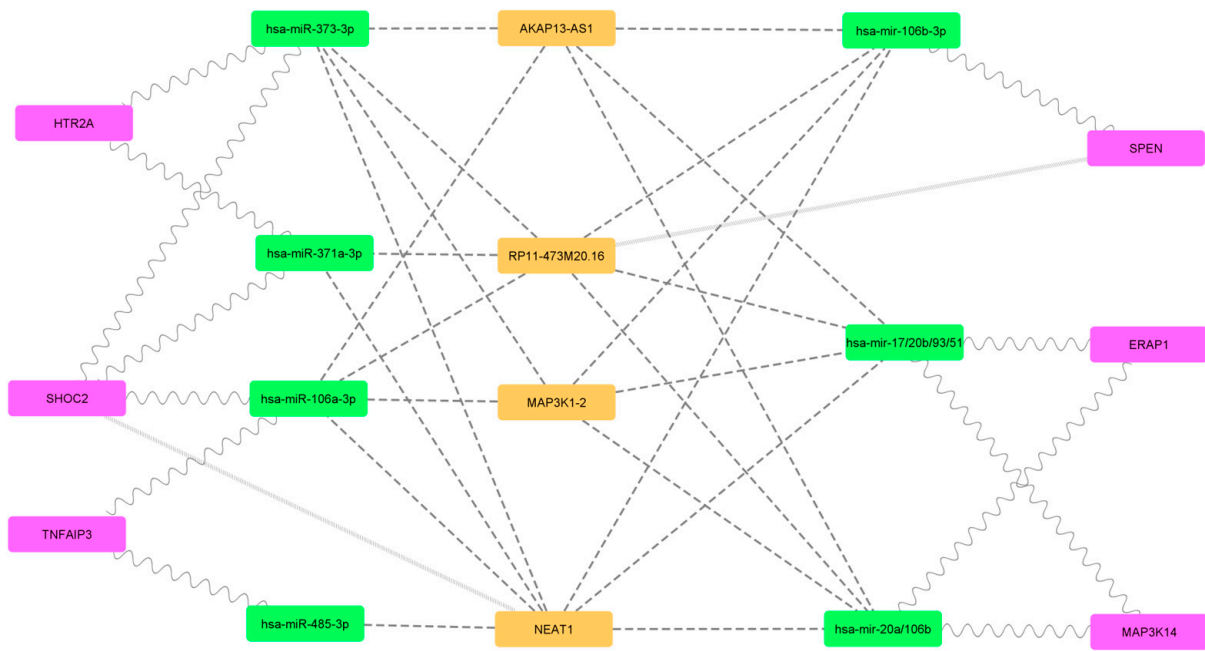 hsa-miR-373-3p
AKAP13-AS1
hsa-mir-106b-3p
HTR2A
SPEN
hsa-miR-371a-3p
RP11-473M20.16
hsa-mir-17/20b/93/51
ERAP1
SHOC2
hsa-miR-106a-3p
MAP3K1-2
TNFAIP3
hsa-miR-485-3p
NEAT1
hsa-mir-20a/106b
MAP3K14